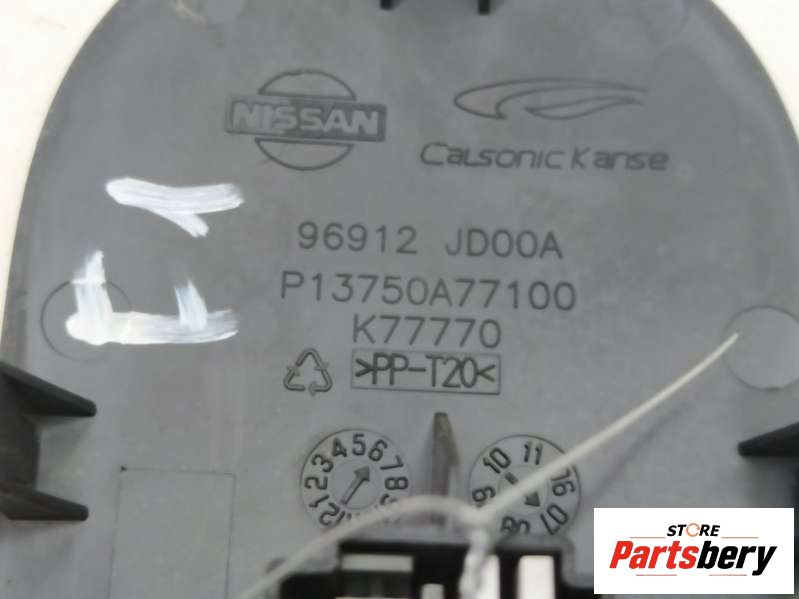 NISSAN
Calsonic Kanse
96912 JD00A
P13750A77100
K77770
>PP-T20<
STORE
Partsbery